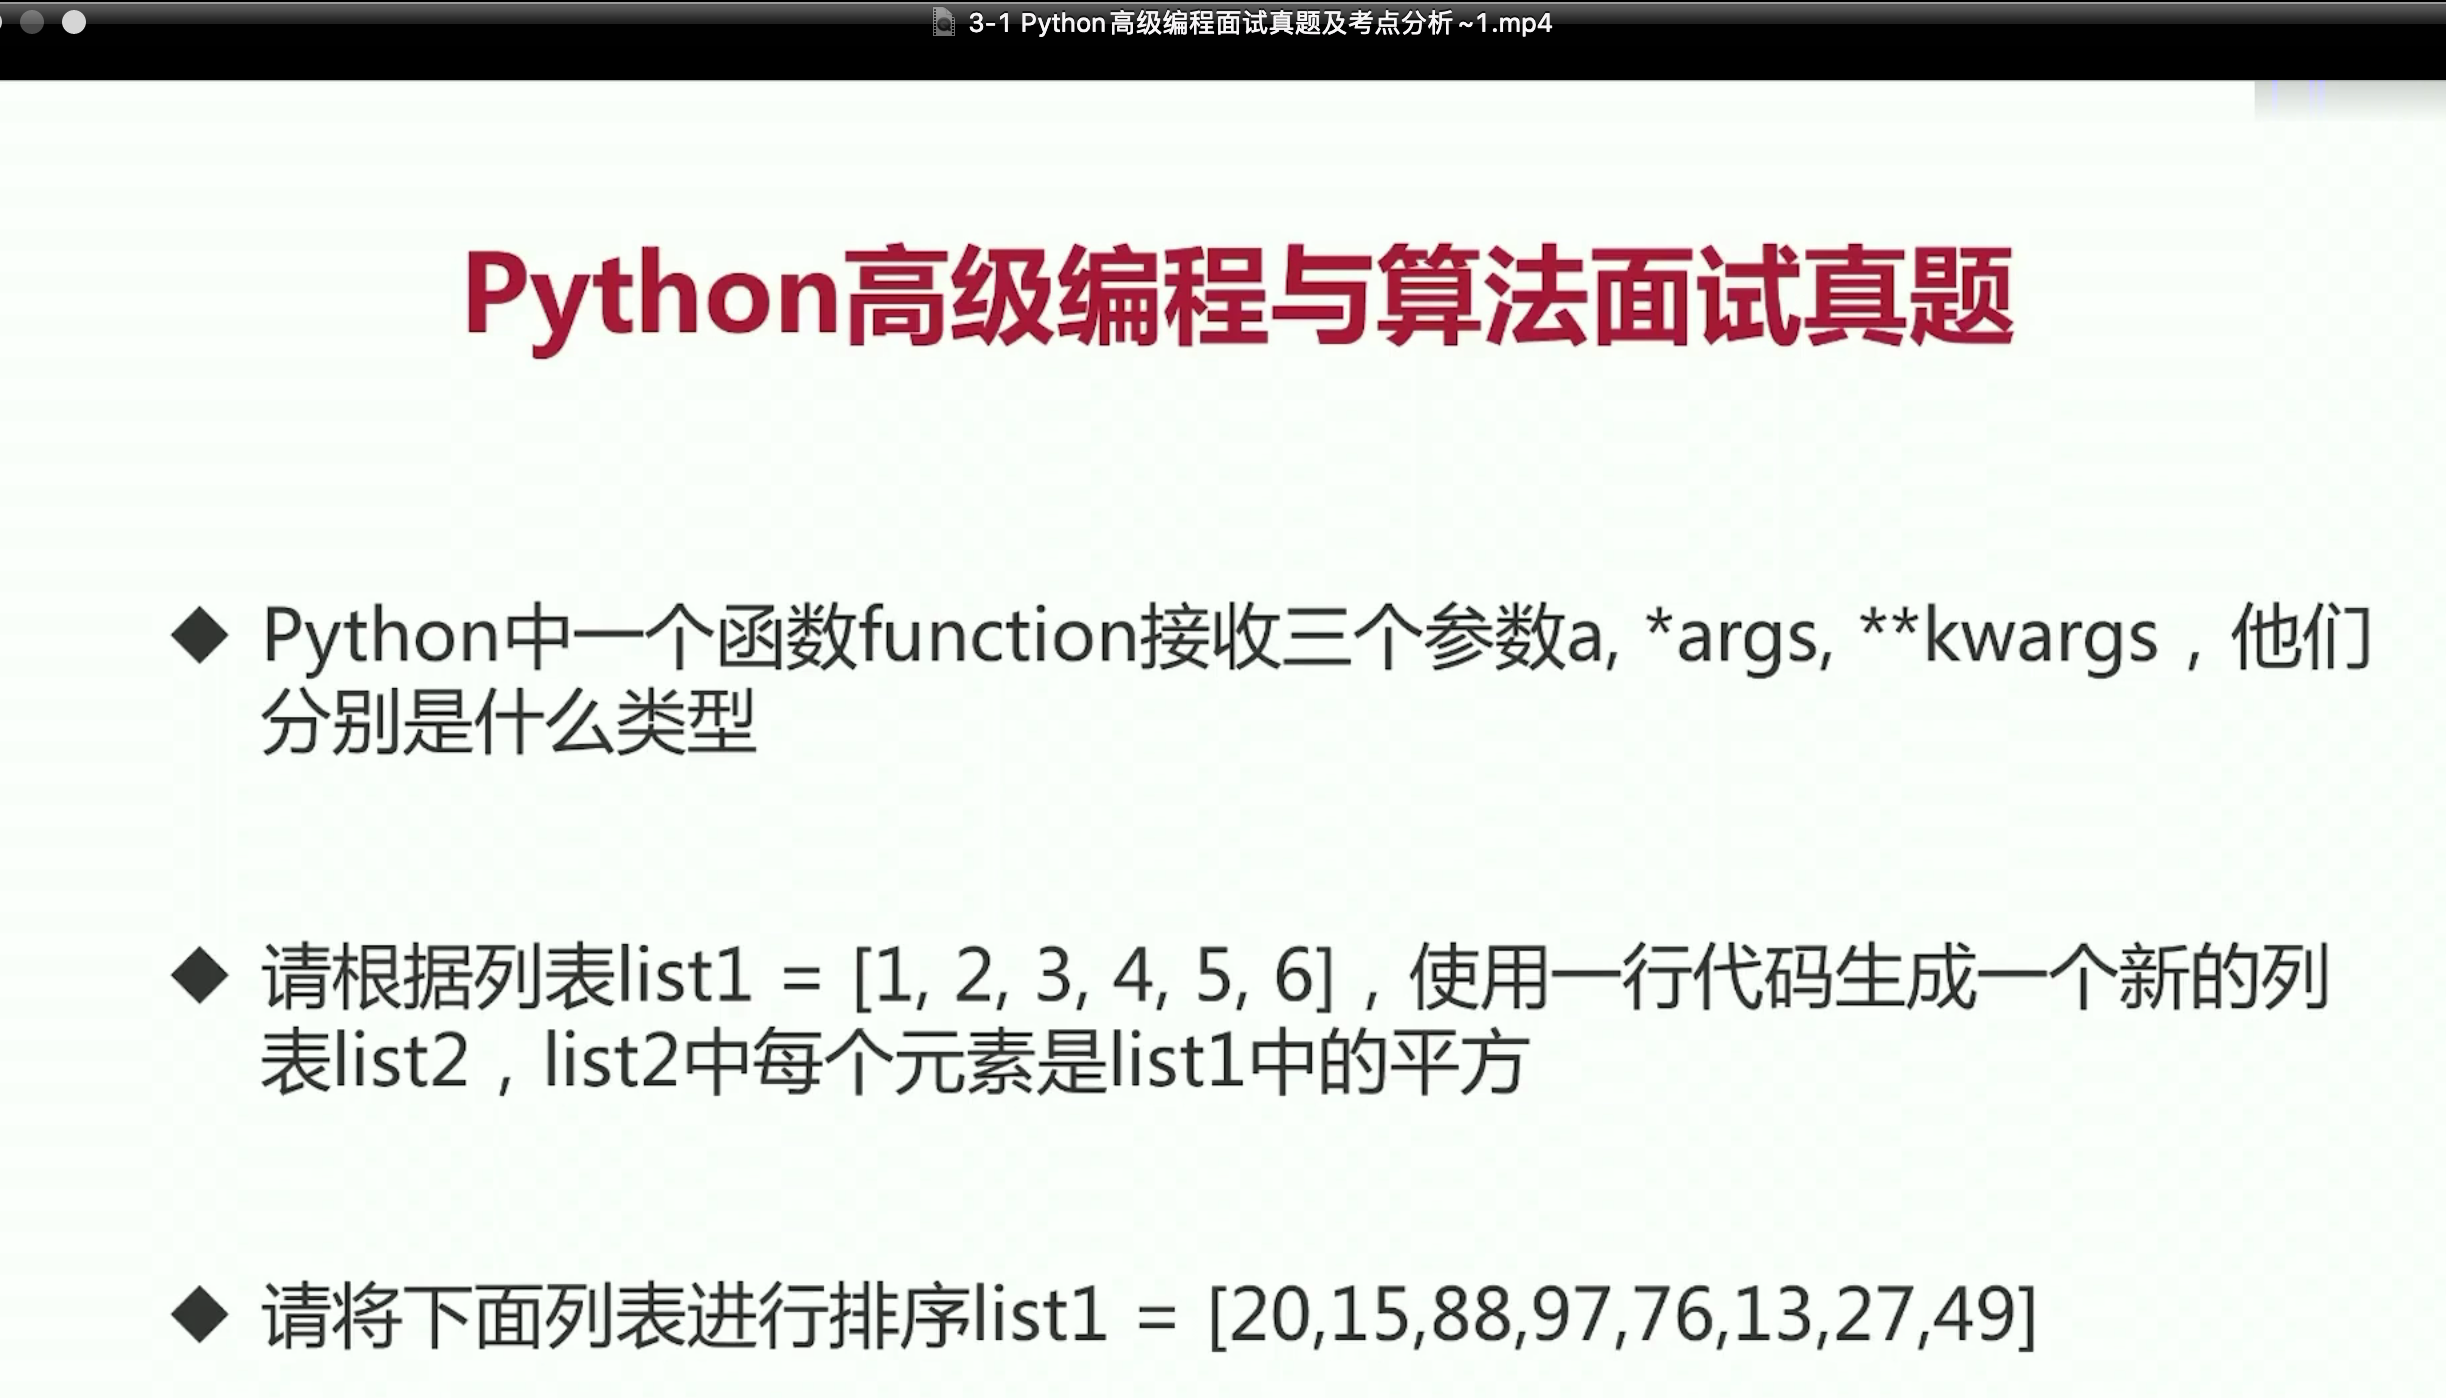 3-1 Python高级编程面试真题及考点分析~1.mp4
Python高级编程与算法面试真题
◆ Python中一个函数function接收三个参数a, *args, **kwargs，他们
分别是什么类型
◆ 请根据列表list1 = [1, 2, 3, 4, 5, 6]，使用一行代码生成一个新的列
表list2，list2中每个元素是list1中的平方
◆ 请将下面列表进行排序list1 = [20,15,88,97,76,13,27,49]